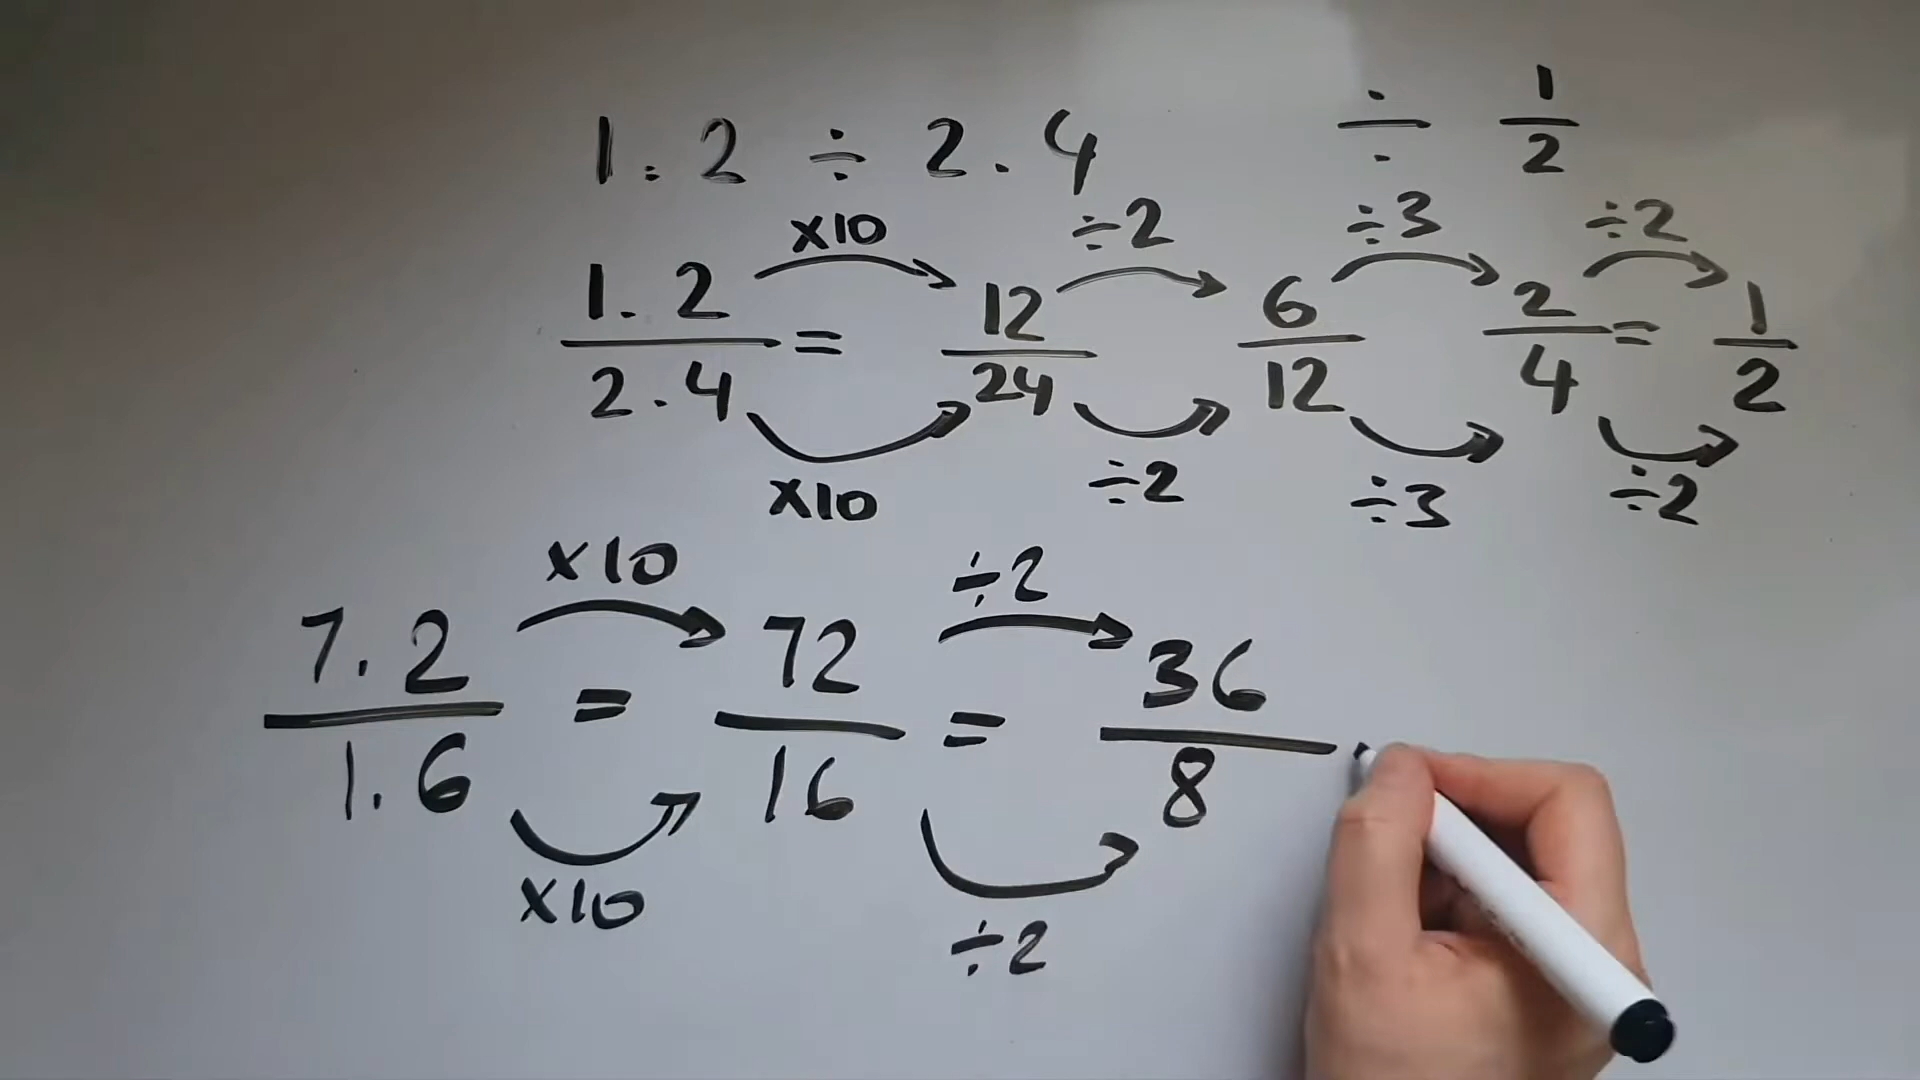 1.2 ÷ 2.4 ÷ 1/2
x10 ÷2 ÷3 ÷2
1.2/2.4 = 12/24 6/12 2/4 = 1/2
x10 ÷2 ÷3 ÷2
x10 ÷2
7.2/1.6 = 72/16 = 36/8
x10 ÷2